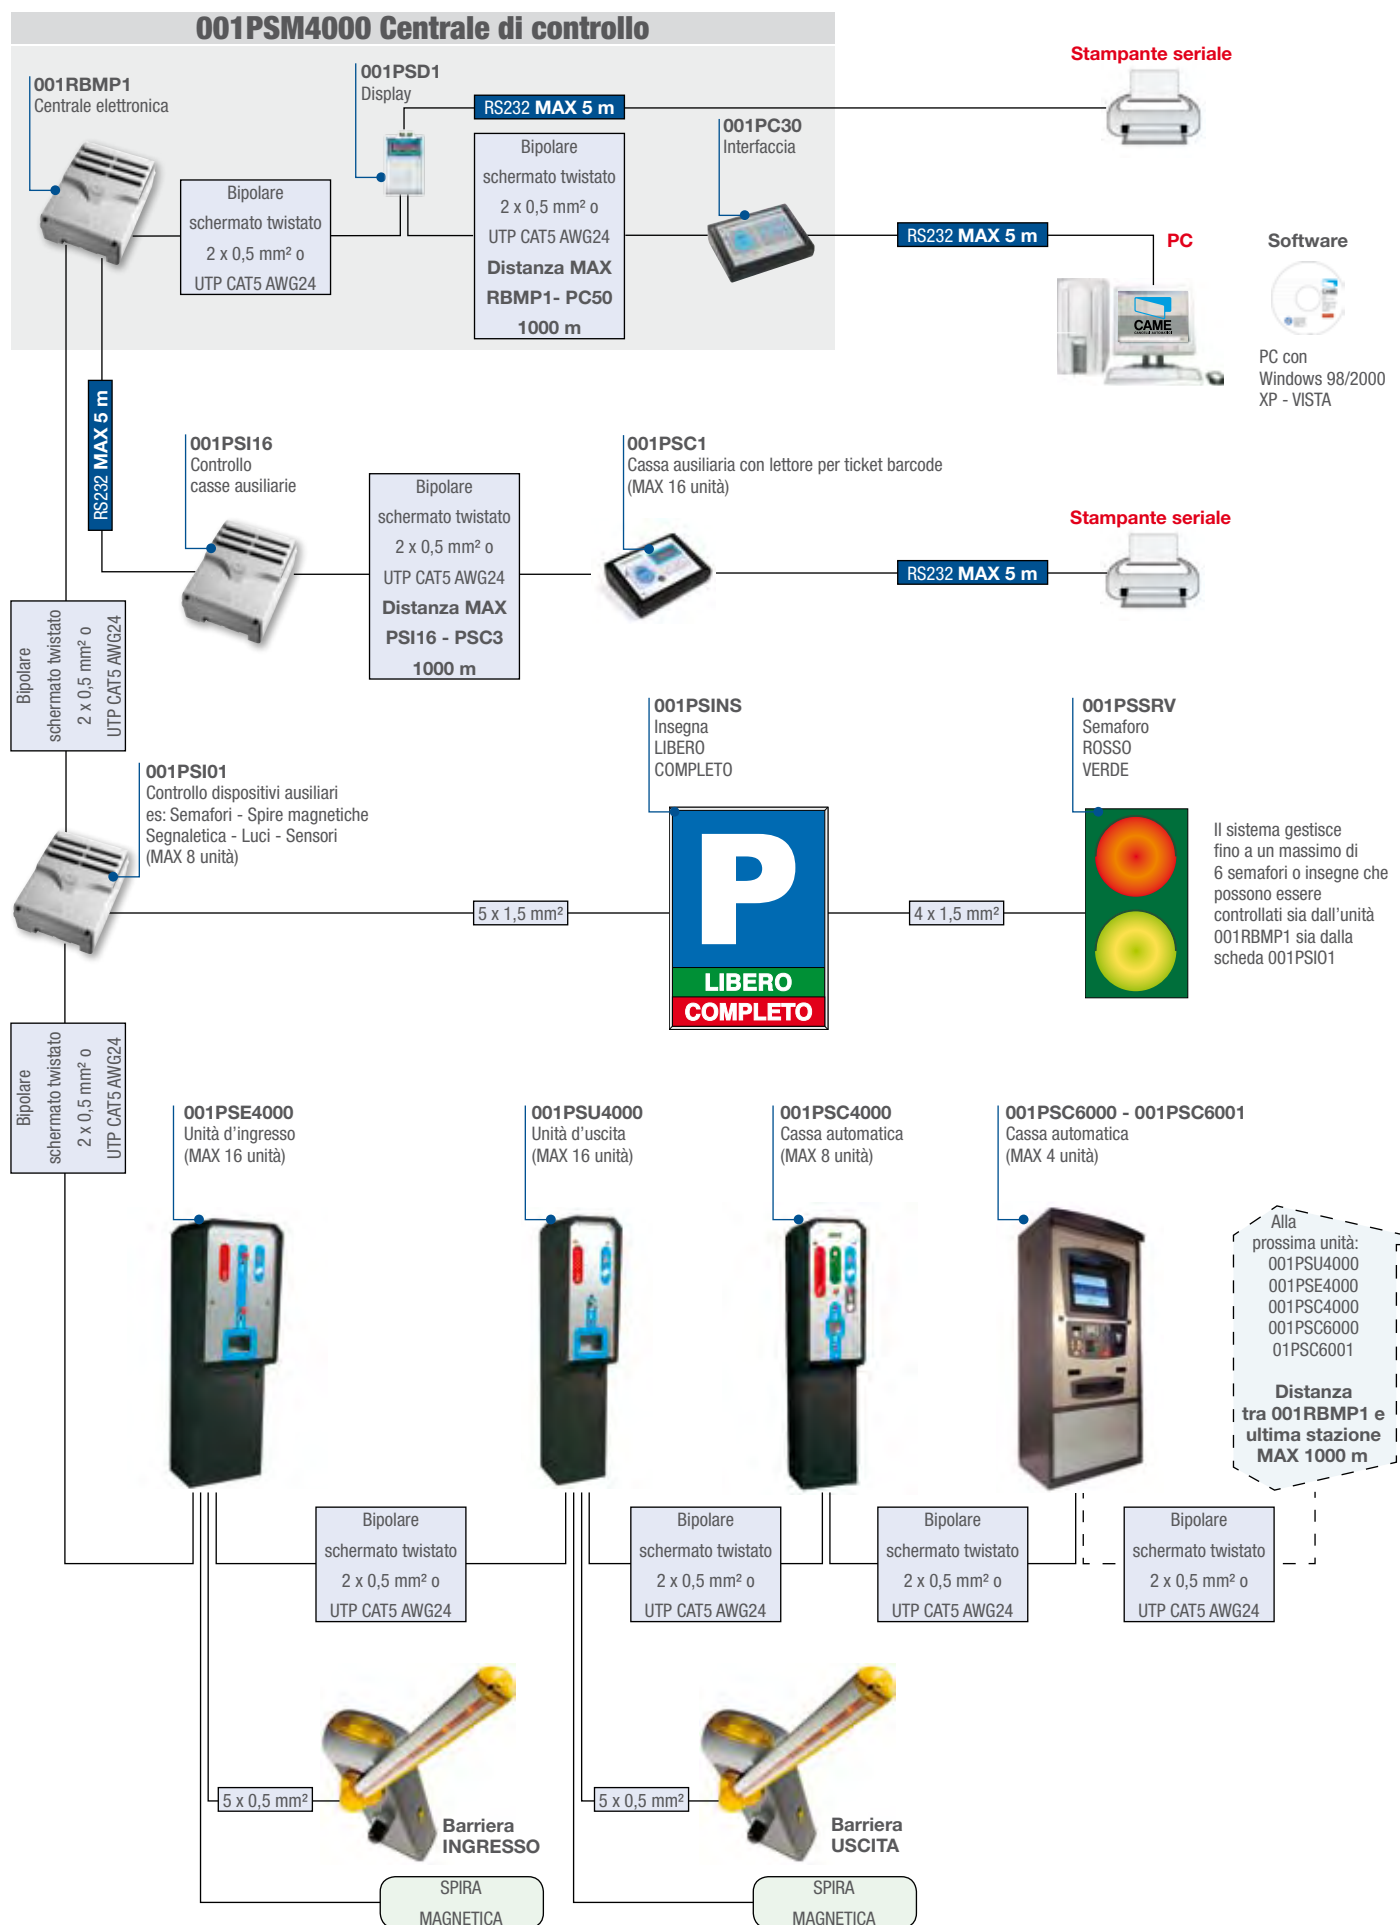 001PSM4000 Centrale di controllo
001RBMP1
Centrale elettronica
001PSD1
Display
RS232 MAX 5 m
Stampante seriale
Bipolare
schermato twistato
2 x 0,5 mm² o
UTP CAT5 AWG24
Bipolare
schermato twistato
2 x 0,5 mm² o
UTP CAT5 AWG24
Distanza MAX
RBMP1- PC50
1000 m
001PC30
Interfaccia
RS232 MAX 5 m
PC
CAME
Software
PC con
Windows 98/2000
XP - VISTA
RS232 MAX 5 m
001PSI16
Controllo
casse ausiliarie
Bipolare
schermato twistato
2 x 0,5 mm² o
UTP CAT5 AWG24
Distanza MAX
PSI16 - PSC3
1000 m
001PSC1
Cassa ausiliaria con lettore per ticket barcode
(MAX 16 unità)
RS232 MAX 5 m
Stampante seriale
Bipolare
schermato twistato
2 x 0,5 mm² o
UTP CAT5 AWG24
001PSI01
Controllo dispositivi ausiliari
es: Semafori - Spire magnetiche
Segnaletica - Luci - Sensori
(MAX 8 unità)
5 x 1,5 mm²
001PSINS
Insegna
LIBERO
COMPLETO
P
LIBERO
COMPLETO
4 x 1,5 mm²
001PSSRV
Semaforo
ROSSO
VERDE
Il sistema gestisce
fino a un massimo di
6 semafori o insegne che
possono essere
controllati sia dall'unità
001RBMP1 sia dalla
scheda 001PSI01
Bipolare
schermato twistato
2 x 0,5 mm² o
UTP CAT5 AWG24
001PSE4000
Unità d'ingresso
(MAX 16 unità)
001PSU4000
Unità d'uscita
(MAX 16 unità)
001PSC4000
Cassa automatica
(MAX 8 unità)
001PSC6000 - 001PSC6001
Cassa automatica
(MAX 4 unità)
Alla
prossima unità:
001PSU4000
001PSE4000
001PSC4000
001PSC6000
01PSC6001
Distanza
tra 001RBMP1 e
ultima stazione
MAX 1000 m
Bipolare
schermato twistato
2 x 0,5 mm² o
UTP CAT5 AWG24
Bipolare
schermato twistato
2 x 0,5 mm² o
UTP CAT5 AWG24
Bipolare
schermato twistato
2 x 0,5 mm² o
UTP CAT5 AWG24
Bipolare
schermato twistato
2 x 0,5 mm² o
UTP CAT5 AWG24
5 x 0,5 mm²
Barriera
INGRESSO
5 x 0,5 mm²
Barriera
USCITA
SPIRA
MAGNETICA
SPIRA
MAGNETICA